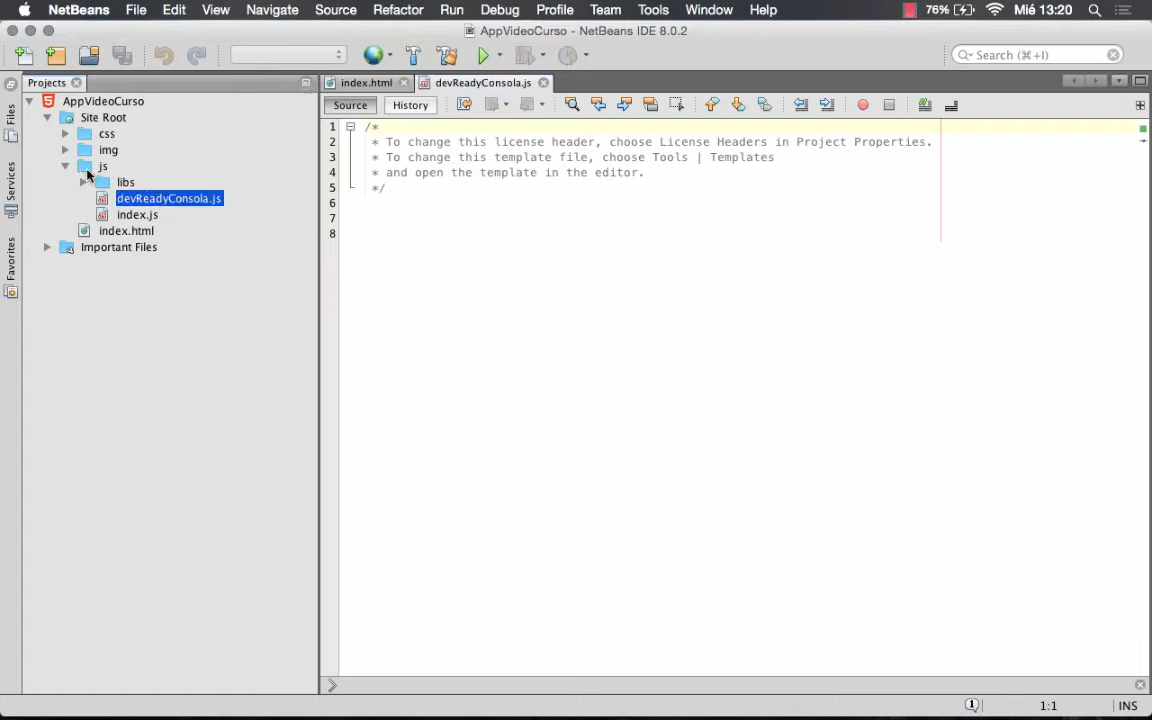 NetBeans File Edit View Navigate Source Refactor Run Debug Profile Team Tools Window Help 76% Mié 13:20
AppVideoCurso - NetBeans IDE 8.0.2
Search (⌘+I)
Projects
index.html devReadyConsola.js
Source History
Files
Services
Favorites
AppVideoCurso
Site Root
css
img
js
libs
devReadyConsola.js
index.js
index.html
Important Files
1 /*
2 * To change this license header, choose License Headers in Project Properties.
3 * To change this template file, choose Tools | Templates
4 * and open the template in the editor.
5 */
6
7
8
1 1:1 INS